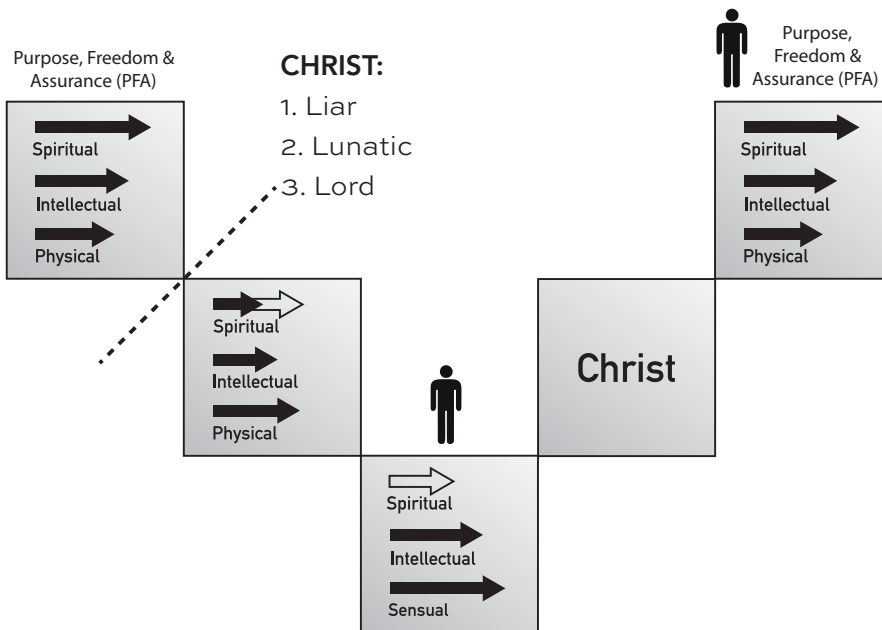 Purpose, Freedom &
Assurance (PFA)
Spiritual
Intellectual
Physical
CHRIST:
1. Liar
2. Lunatic
3. Lord
Spiritual
Intellectual
Physical
Spiritual
Intellectual
Sensual
Christ
Purpose,
Freedom &
Assurance (PFA)
Spiritual
Intellectual
Physical